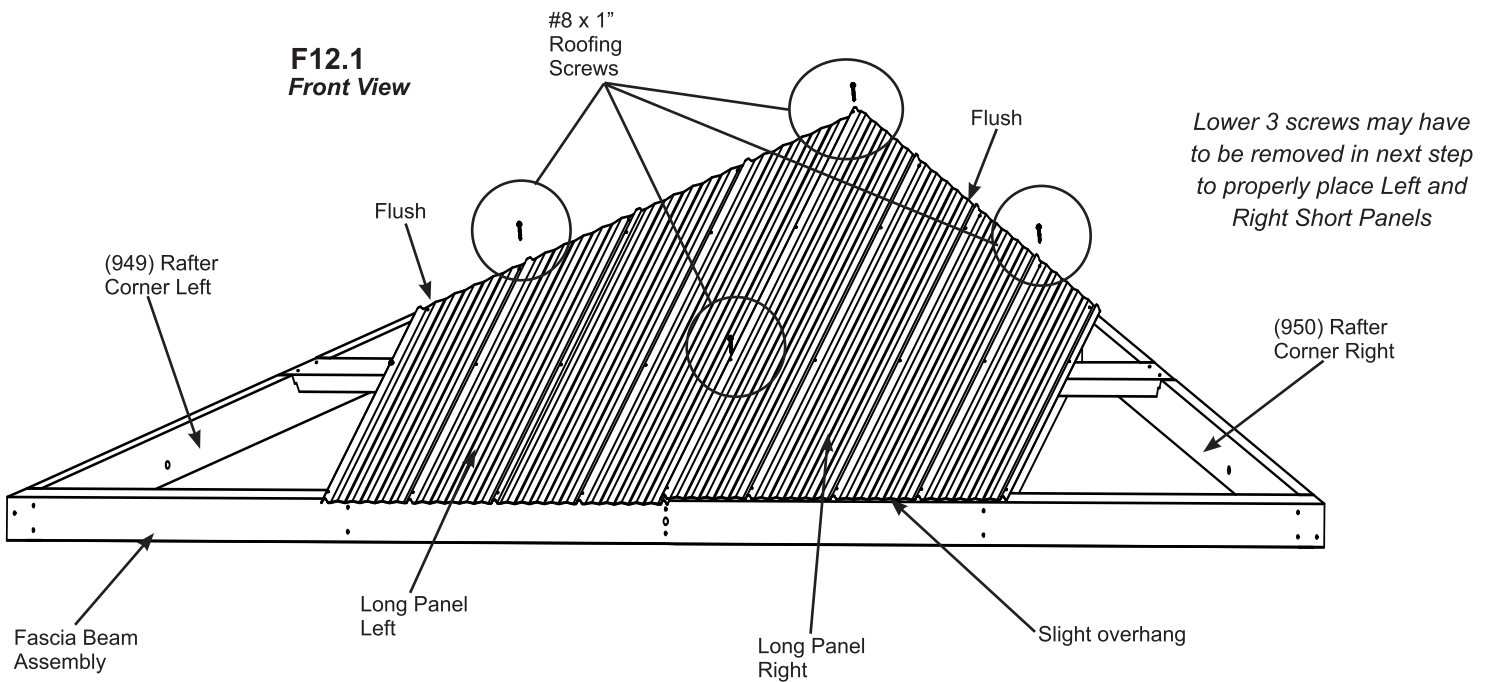 F12.1
Front View
#8 x 1”
Roofing
Screws
Flush
Lower 3 screws may have
to be removed in next step
to properly place Left and
Right Short Panels
Flush
(949) Rafter
Corner Left
(950) Rafter
Corner Right
Long Panel
Left
Fascia Beam
Assembly
Long Panel
Right
Slight overhang